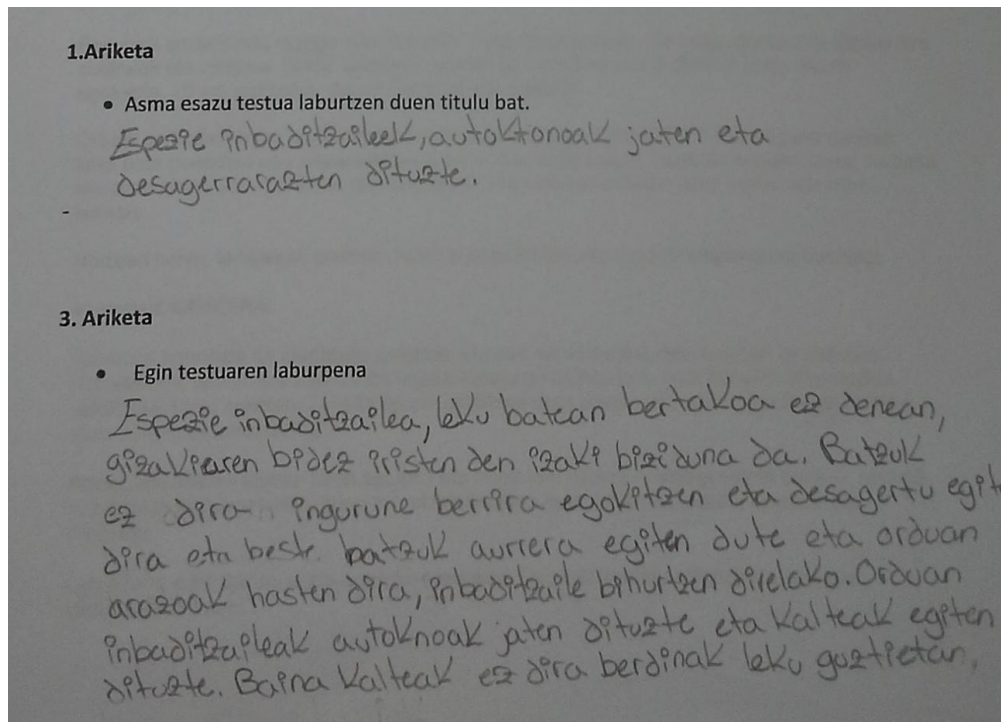 1.Ariketa
• Asma esazu testua laburtzen duen titulu bat.
Espezie inbaditzaileek, autoktonoak jaten eta
desagerrarazten dituzte.
-
3. Ariketa
• Egin testuaren laburpena
Espezie inbaditzailea, leku batean bertakoa ez denean,
gizakiaren bidez iristen den izaki biziduna da. Batzuk
ez dira ingurune berrira egokitzen eta desagertu egit
dira eta beste batzuk aurrera egiten dute eta orduan
arazoak hasten dira, inbaditzaile bihurtzen direlako. Orduan
inbaditzaileak autoknoak jaten dituzte eta kalteak egiten
dituzte. Baina kalteak ez dira berdinak leku guztietan,